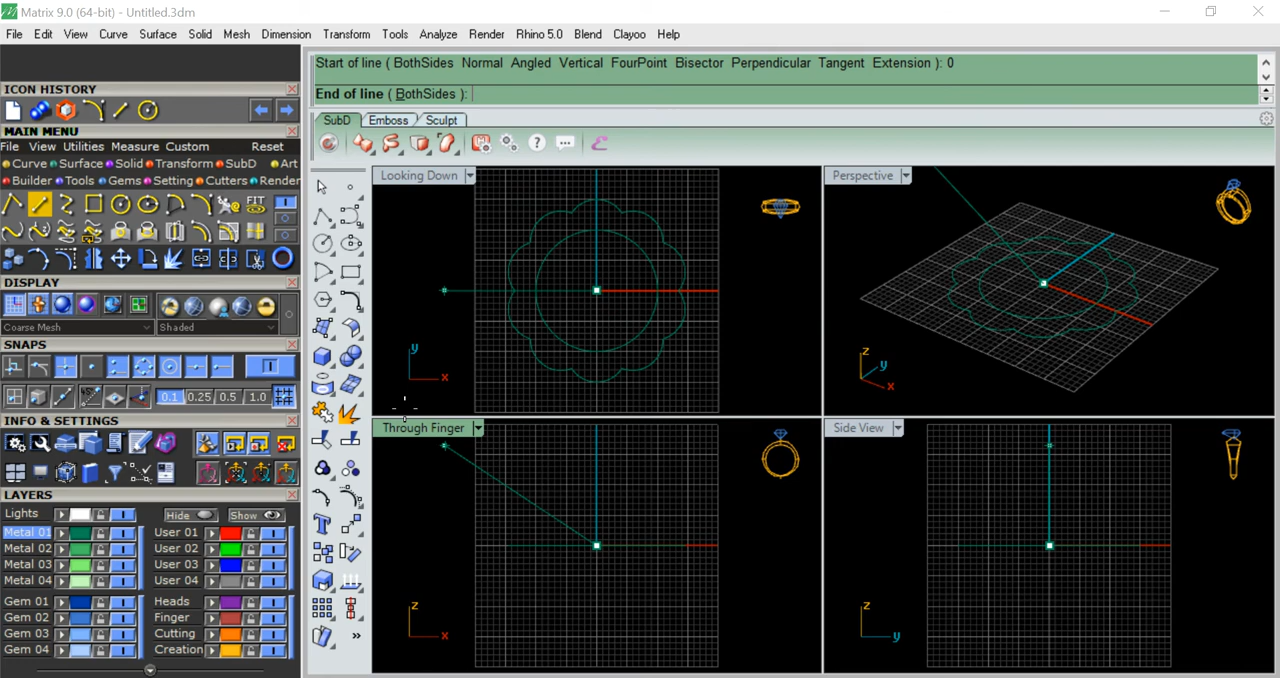 Matrix 9.0 (64-bit) - Untitled.3dm
File Edit View Curve Surface Solid Mesh Dimension Transform Tools Analyze Render Rhino 5.0 Blend Clayoo Help
Start of line ( BothSides Normal Angled Vertical FourPoint Bisector Perpendicular Tangent Extension ): 0
End of line ( BothSides ):
ICON HISTORY
MAIN MENU
File View Utilities Measure Custom Reset
Curve Surface Solid Transform SubD Art
Builder Tools Gems Setting Cutters Render
FIT
DISPLAY
Coarse Mesh Shaded
SNAPS
0.1 0.25 0.5 1.0
INFO & SETTINGS
LAYERS
Lights Hide Show
Metal 01 User 01
Metal 02 User 02
Metal 03 User 03
Metal 04 User 04
Gem 01 Heads
Gem 02 Finger
Gem 03 Cutting
Gem 04 Creation
SubD Emboss Sculpt
Looking Down
y
x
Perspective
z
y
x
Through Finger
z
x
Side View
z
y